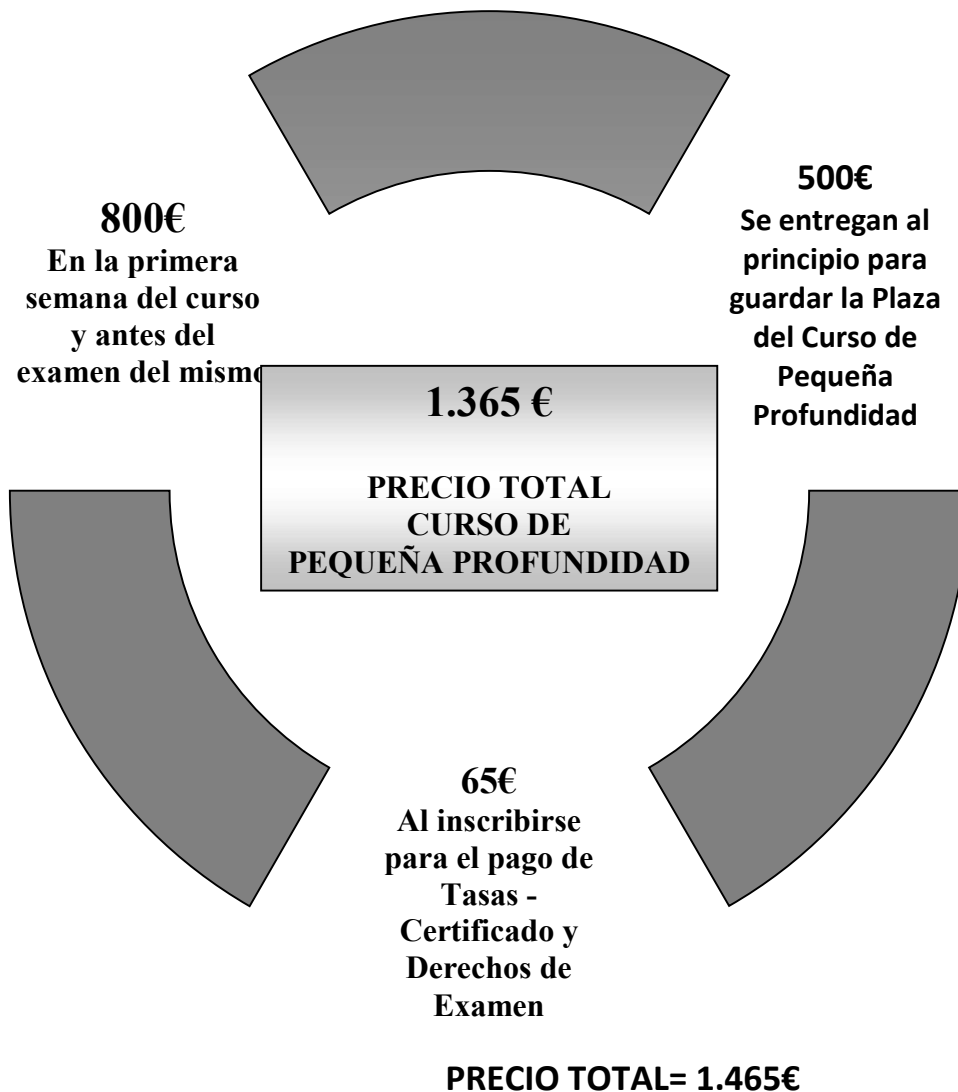 800€
En la primera
semana del curso
y antes del
examen del mismo
500€
Se entregan al
principio para
guardar la Plaza
del Curso de
Pequeña
Profundidad
1.365 €
PRECIO TOTAL
CURSO DE
PEQUEÑA PROFUNDIDAD
65€
Al inscribirse
para el pago de
Tasas -
Certificado y
Derechos de
Examen
PRECIO TOTAL= 1.465€